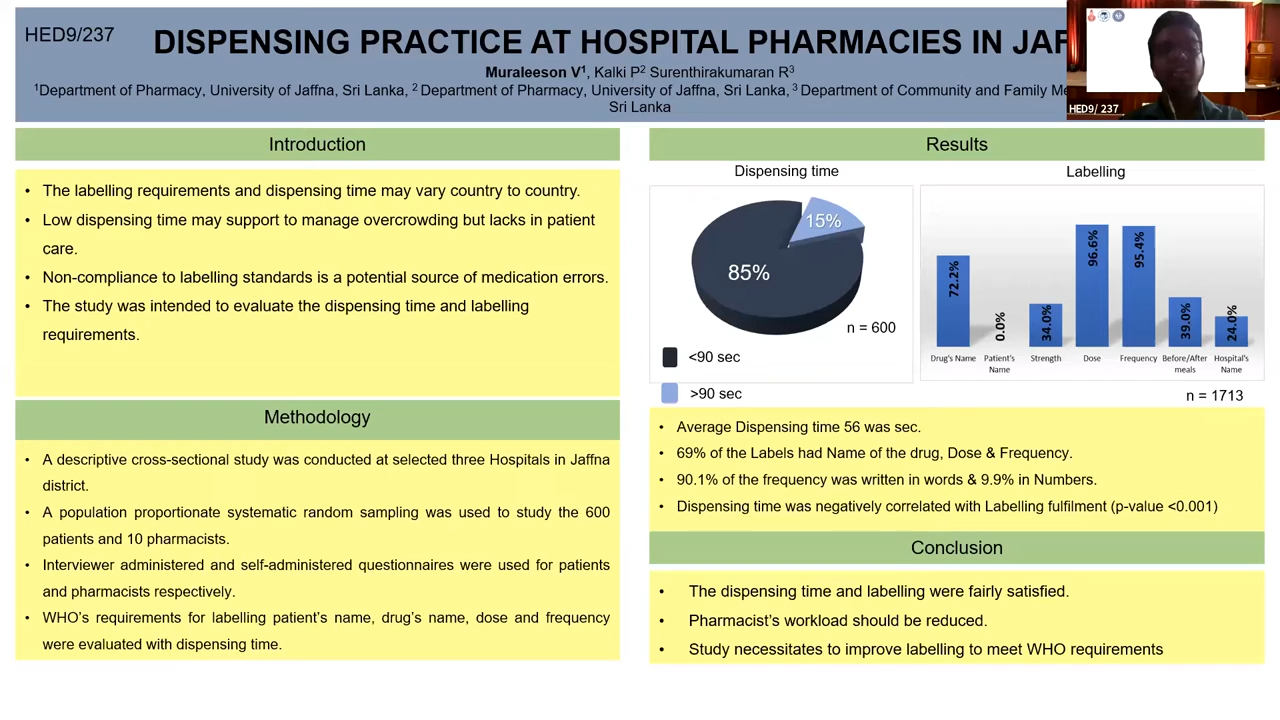 HED9/237
DISPENSING PRACTICE AT HOSPITAL PHARMACIES IN
Muraleeson V¹, Kalki P² Surenthirakumaran R³
¹Department of Pharmacy, University of Jaffna, Sri Lanka, ² Department of Pharmacy, University of Jaffna, Sri Lanka, ³ Department of Community and Family
Sri Lanka
HED9/ 237
Introduction
• The labelling requirements and dispensing time may vary country to country.
• Low dispensing time may support to manage overcrowding but lacks in patient
care.
• Non-compliance to labelling standards is a potential source of medication errors.
• The study was intended to evaluate the dispensing time and labelling
requirements.
Methodology
• A descriptive cross-sectional study was conducted at selected three Hospitals in Jaffna
district.
• A population proportionate systematic random sampling was used to study the 600
patients and 10 pharmacists.
• Interviewer administered and self-administered questionnaires were used for patients
and pharmacists respectively.
• WHO's requirements for labelling patient's name, drug's name, dose and frequency
were evaluated with dispensing time.
Results
Dispensing time
15%
85%
n = 600
<90 sec
>90 sec
Labelling
72.2%
0.0%
34.0%
96.6%
95.4%
39.0%
24.0%
Drug's Name
Patient's
Name
Strength
Dose
Frequency
Before/After
meals
Hospital's
Name
n = 1713
• Average Dispensing time 56 was sec.
• 69% of the Labels had Name of the drug, Dose & Frequency.
• 90.1% of the frequency was written in words & 9.9% in Numbers.
• Dispensing time was negatively correlated with Labelling fulfilment (p-value <0.001)
Conclusion
• The dispensing time and labelling were fairly satisfied.
• Pharmacist's workload should be reduced.
• Study necessitates to improve labelling to meet WHO requirements